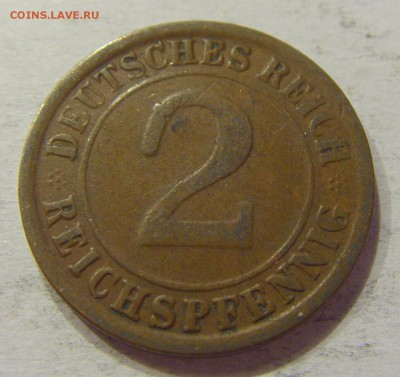 COINS.LAVE.RU
DEUTSCHES REICH
2
* REICHSPFENNIG *